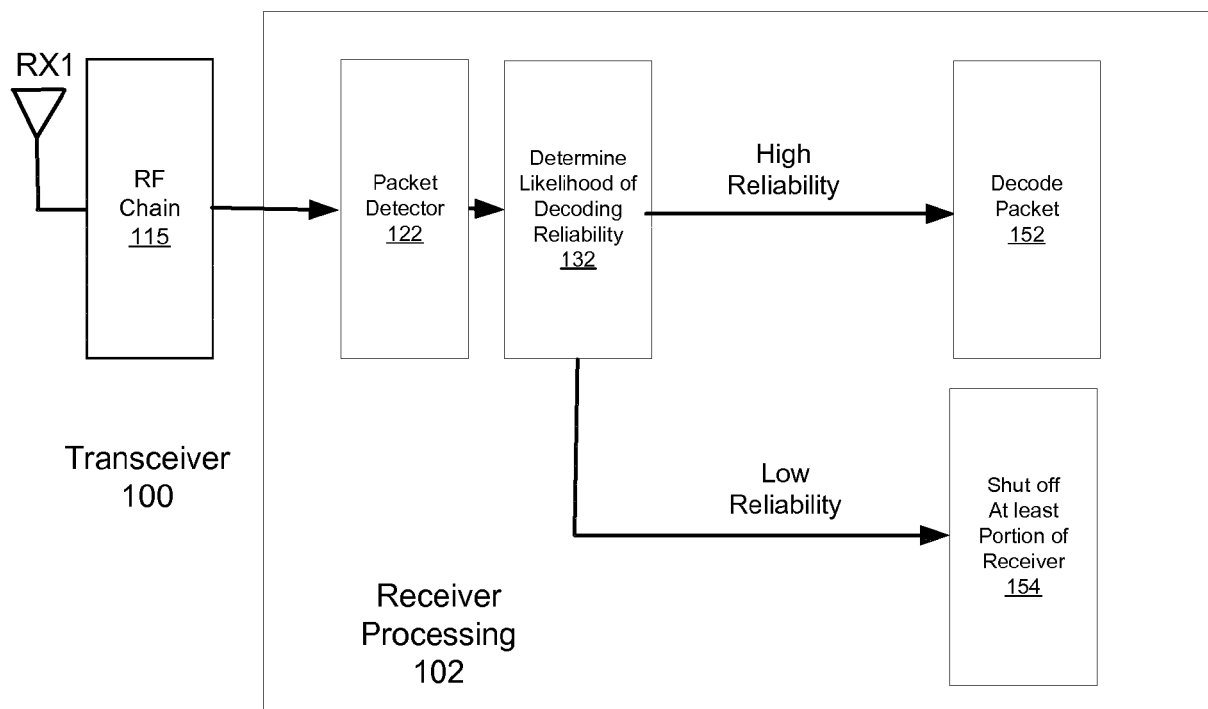 RX1
RF
Chain
115
Packet
Detector
122
Determine
Likelihood of
Decoding
Reliability
132
High
Reliability
Decode
Packet
152
Transceiver
100
Low
Reliability
Shut off
At least
Portion of
Receiver
154
Receiver
Processing
102